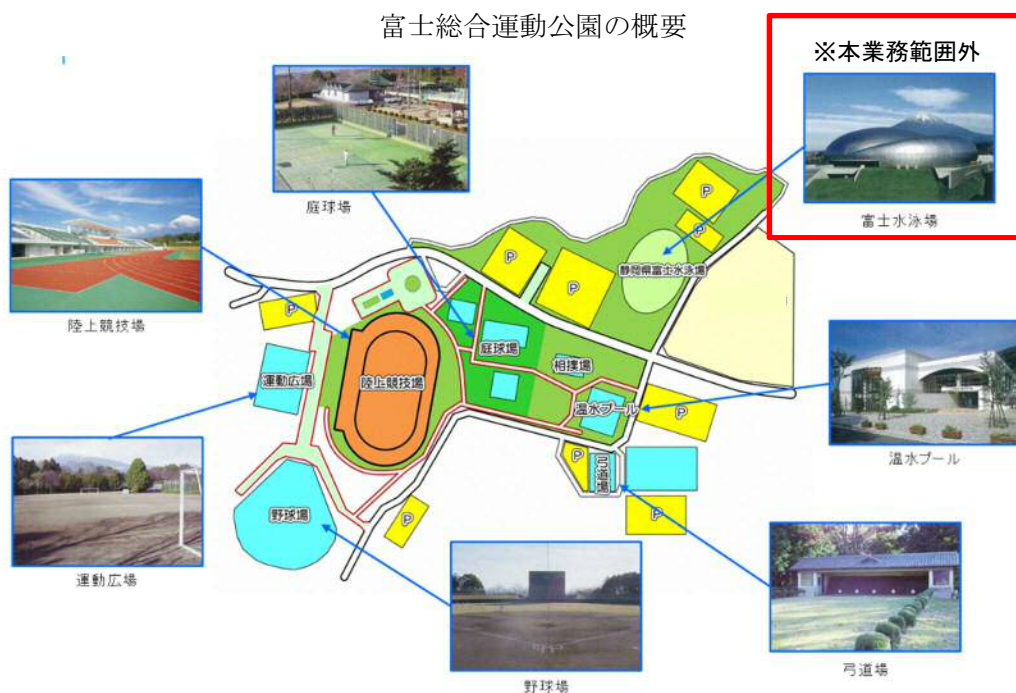 富士総合運動公園の概要
※本業務範囲外
富士水泳場
庭球場
陸上競技場
P
P
P
P
静岡県富士水泳場
P
運動広場
陸上競技場
庭球場
相撲場
温水プール
P
温水プール
P
弓道場
P
P
野球場
運動広場
野球場
弓道場